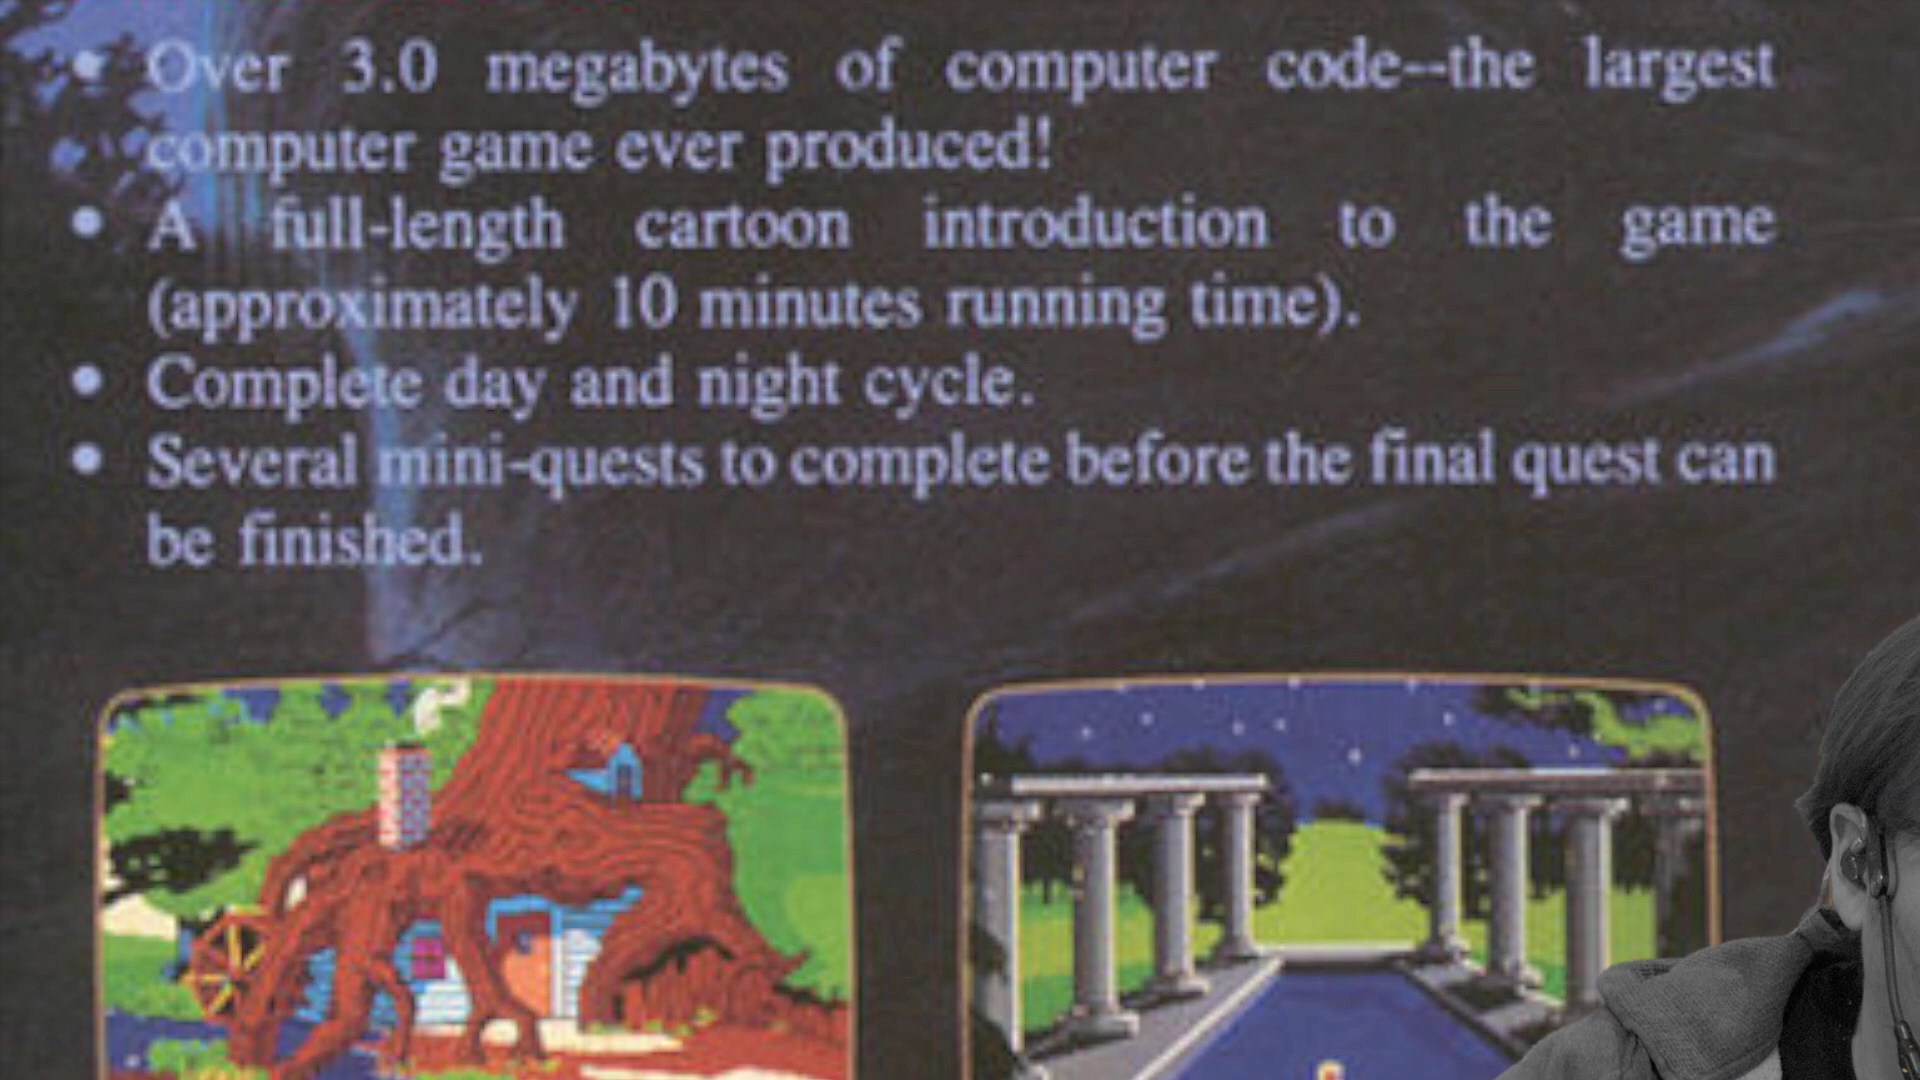 • Over 3.0 megabytes of computer code--the largest
computer game ever produced!
• A full-length cartoon introduction to the game
(approximately 10 minutes running time).
• Complete day and night cycle.
• Several mini-quests to complete before the final quest can
be finished.